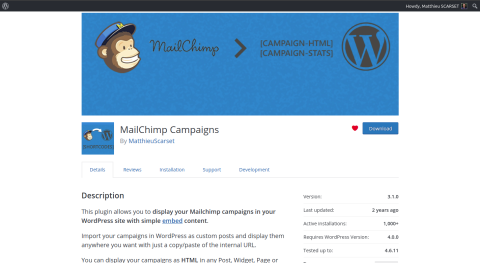 Howdy, Matthieu SCARSET
MailChimp
[CAMPAIGN-HTML]
[CAMPAIGN-STATS]
MailChimp Campaigns
By MatthieuScarset
Download
Details
Reviews
Installation
Support
Development
Description
This plugin allows you to display your Mailchimp campaigns in your
WordPress site with simple embed content.
Import your campaigns in WordPress as custom posts and display them
anywhere you want with just a copy/paste of the internal URL.
You can display your campaigns as HTML in any Post, Widget, Page or
Version: 3.1.0
Last updated: 2 years ago
Active installations: 1,000+
Requires WordPress Version: 4.0.0
Tested up to: 4.6.11